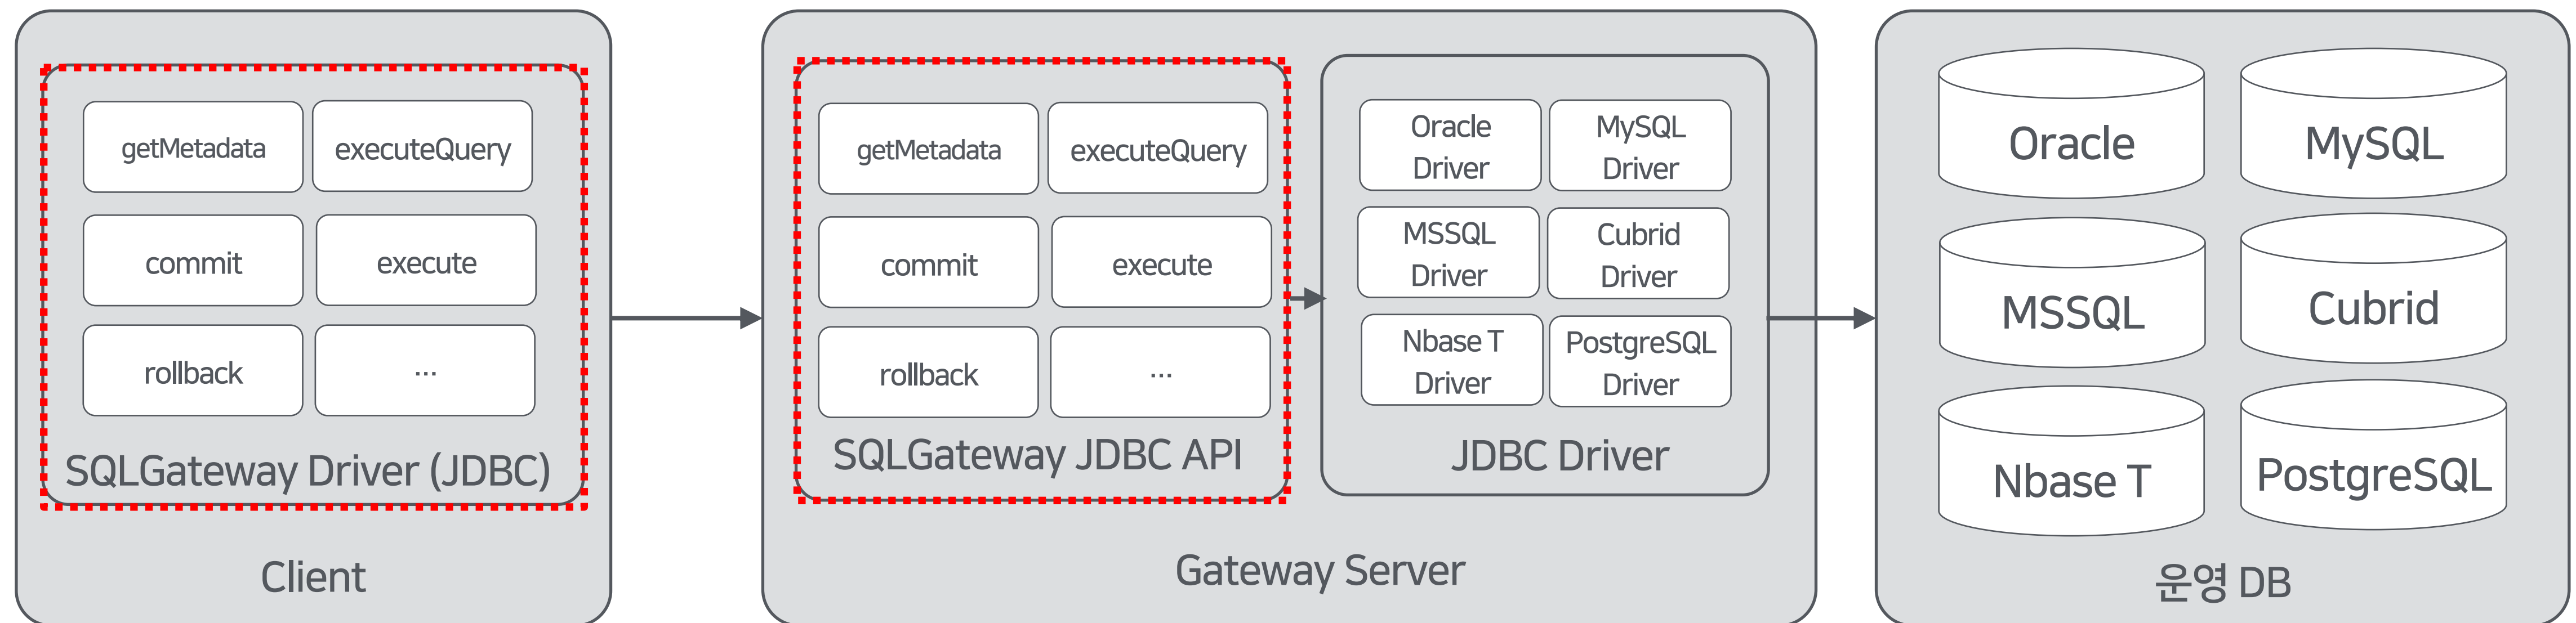 getMetadata
executeQuery
commit
execute
rollback
...
SQLGateway Driver (JDBC)
Client
getMetadata
executeQuery
commit
execute
rollback
...
SQLGateway JDBC API
Oracle
Driver
MySQL
Driver
MSSQL
Driver
Cubrid
Driver
Nbase T
Driver
PostgreSQL
Driver
JDBC Driver
Gateway Server
Oracle
MySQL
MSSQL
Cubrid
Nbase T
PostgreSQL
운영 DB